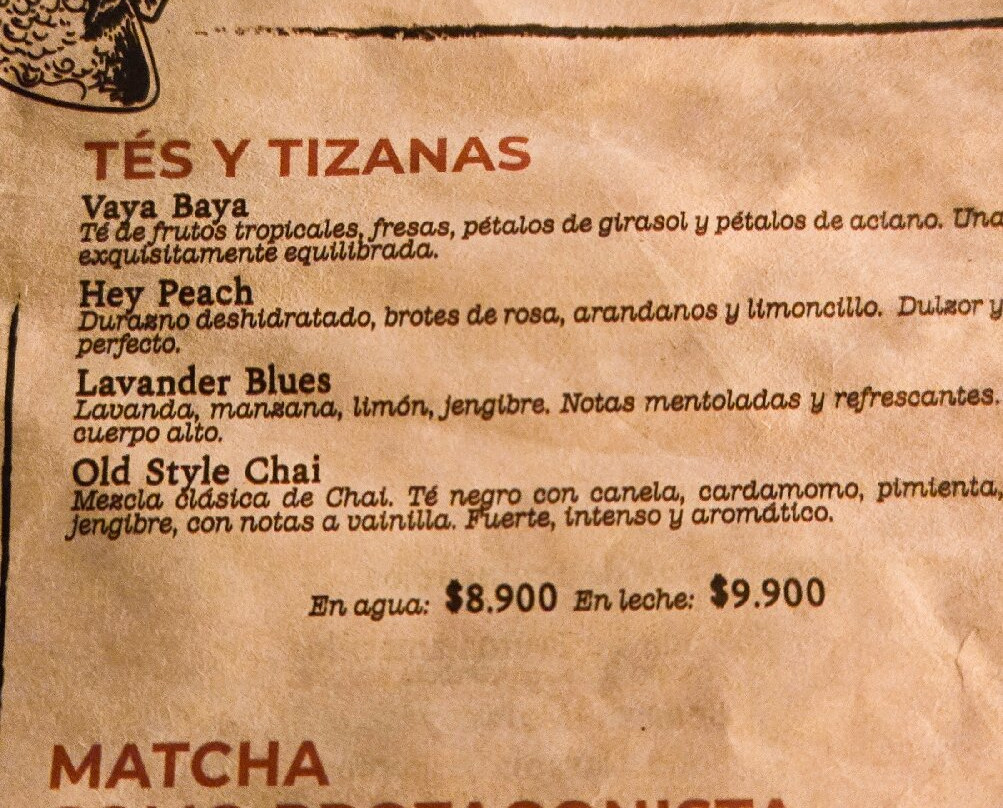 TÉS Y TIZANAS
Vaya Baya
Té de frutos tropicales, fresas, pétalos de girasol y pétalos de aciano. Una
exquisitamente equilibrada.
Hey Peach
Durazno deshidratado, brotes de rosa, arandanos y limoncillo. Dulzor y
perfecto.
Lavander Blues
Lavanda, manzana, limón, jengibre. Notas mentoladas y refrescantes.
cuerpo alto.
Old Style Chai
Mezcla clásica de Chai. Té negro con canela, cardamomo, pimienta,
jengibre, con notas a vainilla. Fuerte, intenso y aromático.
En agua: $8.900 En leche: $9.900
MATCHA
COMO PROTAGONISTA